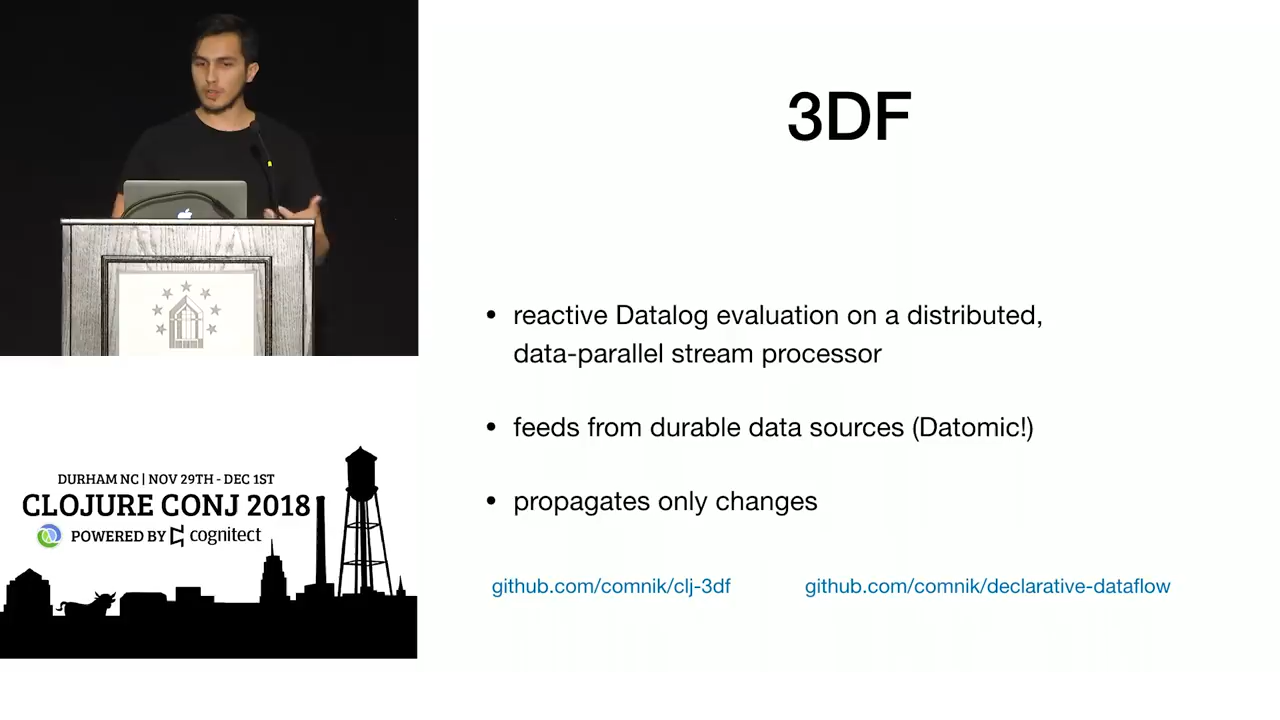 3DF
• reactive Datalog evaluation on a distributed,
data-parallel stream processor
• feeds from durable data sources (Datomic!)
• propagates only changes
github.com/comnik/clj-3df
github.com/comnik/declarative-dataflow
DURHAM NC | NOV 29TH - DEC 1ST
CLOJURE CONJ 2018
POWERED BY cognitect